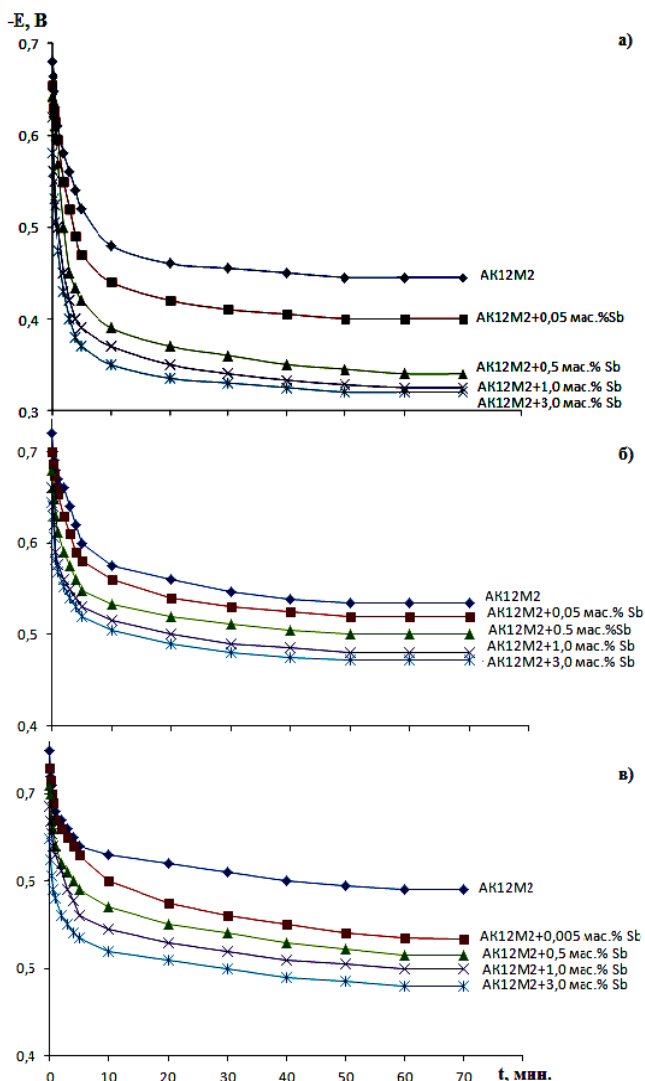 -E, В
а)
0,7
0,6
0,5
0,4
0,3
АК12М2
АК12М2+0,05 мас.%Sb
АК12М2+0,5 мас.% Sb
АК12М2+1,0 мас.% Sb
АК12М2+3,0 мас.% Sb
б)
0,7
0,6
0,5
0,4
АК12М2
АК12М2+0,05 мас.% Sb
АК12М2+0.5 мас.%Sb
АК12М2+1,0 мас.% Sb
АК12М2+3,0 мас.% Sb
в)
0,7
0,5
0,5
0,4
АК12М2
АК12М2+0,005 мас.% Sb
АК12М2+0,5 мас.% Sb
АК12М2+1,0 мас.% Sb
АК12М2+3,0 мас.% Sb
0 10 20 30 40 50 60 70 t, мин.